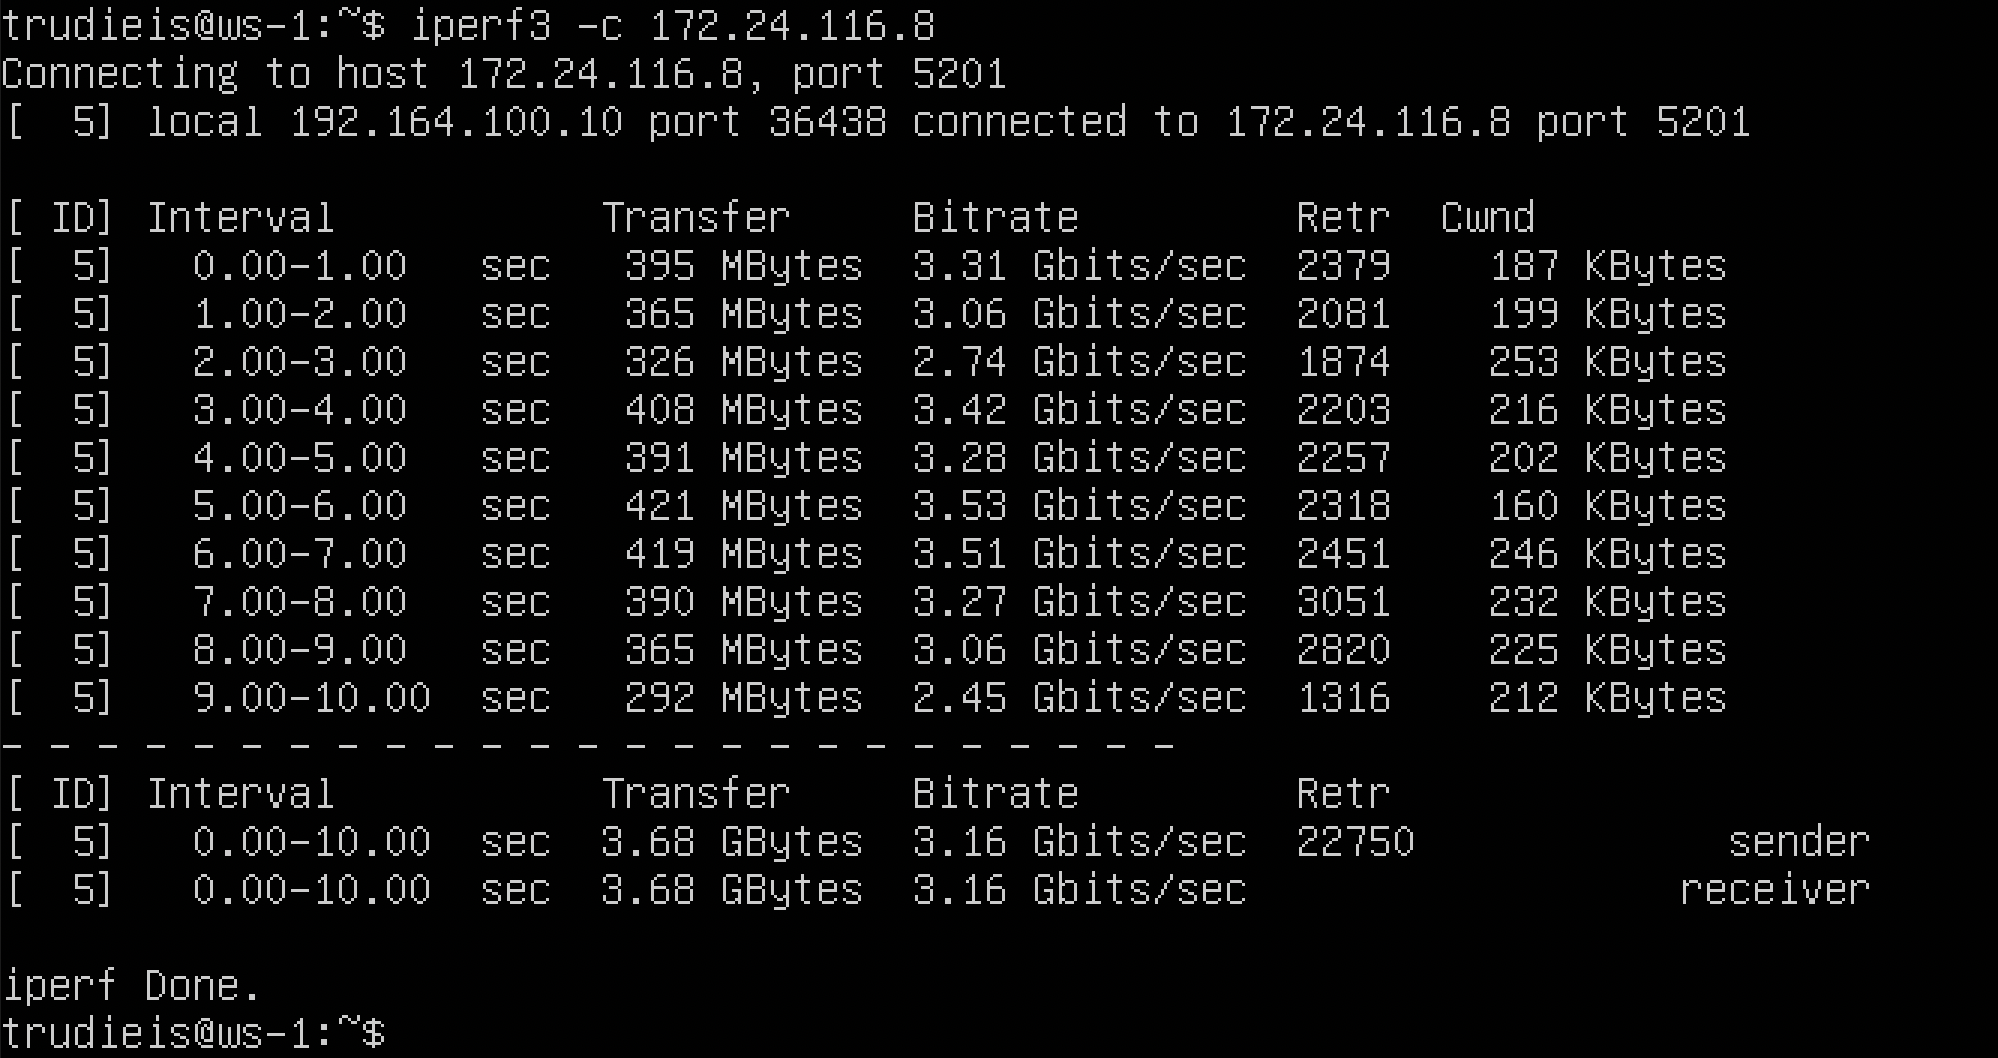 trudieis@ws-1:~$ iperf3 -c 172.24.116.8
Connecting to host 172.24.116.8, port 5201
[  5] local 192.164.100.10 port 36438 connected to 172.24.116.8 port 5201
[ ID] Interval           Transfer     Bitrate         Retr  Cwnd
[  5]   0.00-1.00   sec   395 MBytes  3.31 Gbits/sec  2379    187 KBytes
[  5]   1.00-2.00   sec   365 MBytes  3.06 Gbits/sec  2081    199 KBytes
[  5]   2.00-3.00   sec   326 MBytes  2.74 Gbits/sec  1874    253 KBytes
[  5]   3.00-4.00   sec   408 MBytes  3.42 Gbits/sec  2203    216 KBytes
[  5]   4.00-5.00   sec   391 MBytes  3.28 Gbits/sec  2257    202 KBytes
[  5]   5.00-6.00   sec   421 MBytes  3.53 Gbits/sec  2318    160 KBytes
[  5]   6.00-7.00   sec   419 MBytes  3.51 Gbits/sec  2451    246 KBytes
[  5]   7.00-8.00   sec   390 MBytes  3.27 Gbits/sec  3051    232 KBytes
[  5]   8.00-9.00   sec   365 MBytes  3.06 Gbits/sec  2820    225 KBytes
[  5]   9.00-10.00  sec   292 MBytes  2.45 Gbits/sec  1316    212 KBytes
- - - - - - - - - - - - - - - - - - - - - - - - -
[ ID] Interval           Transfer     Bitrate         Retr
[  5]   0.00-10.00  sec  3.68 GBytes  3.16 Gbits/sec  22750             sender
[  5]   0.00-10.00  sec  3.68 GBytes  3.16 Gbits/sec                  receiver
iperf Done.
trudieis@ws-1:~$